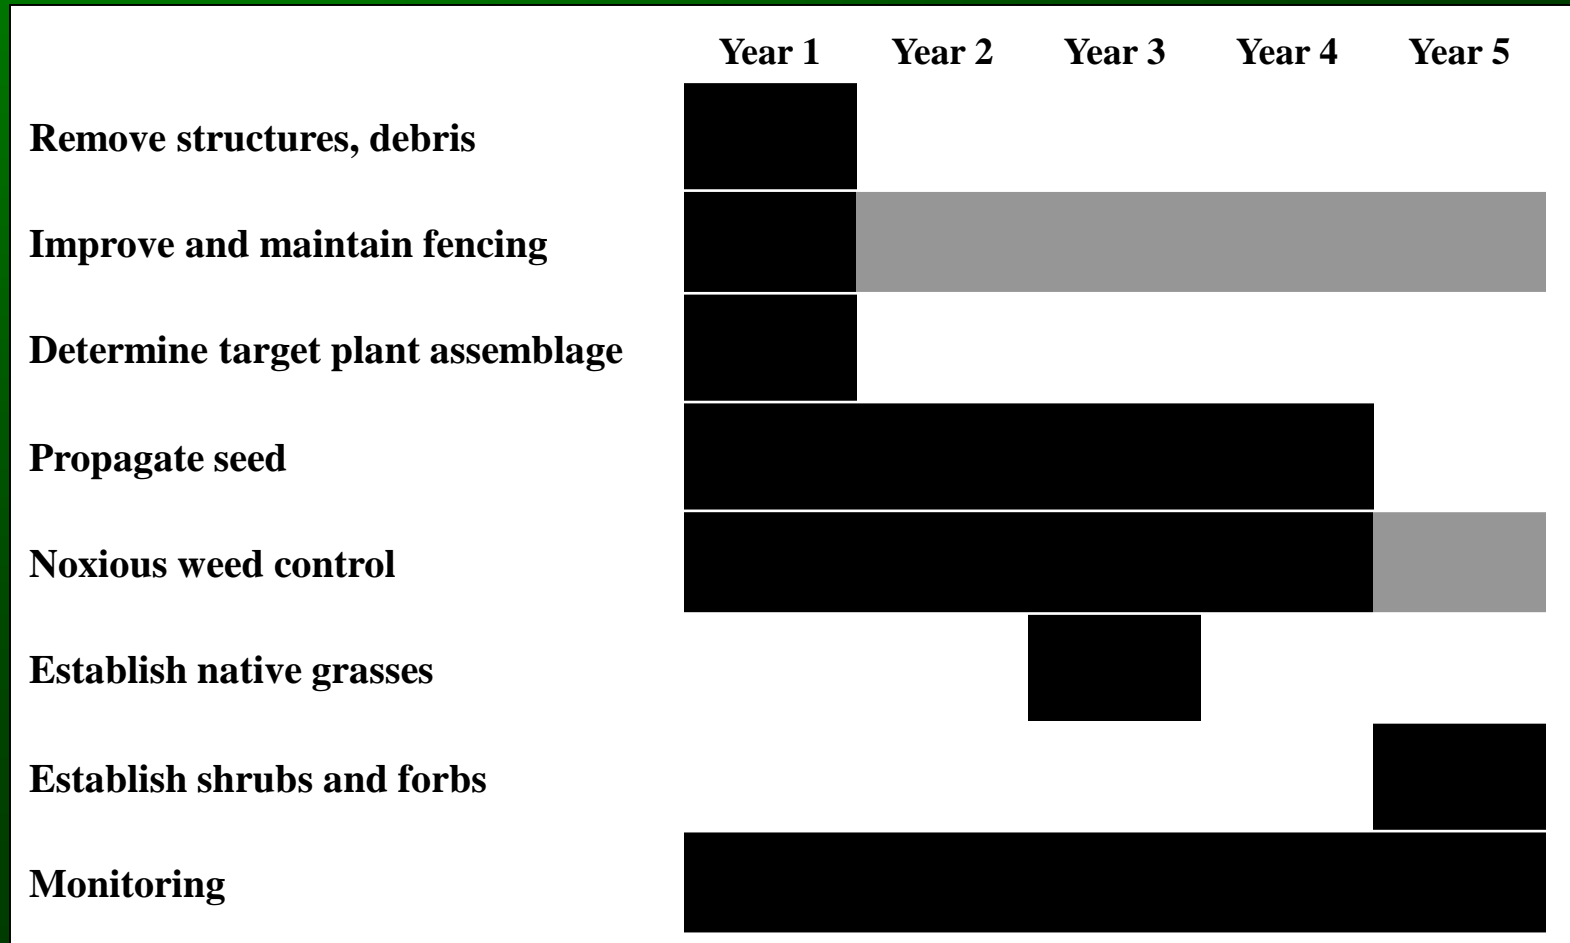 Year 1 Year 2 Year 3 Year 4 Year 5
Remove structures, debris
Improve and maintain fencing
Determine target plant assemblage
Propagate seed
Noxious weed control
Establish native grasses
Establish shrubs and forbs
Monitoring